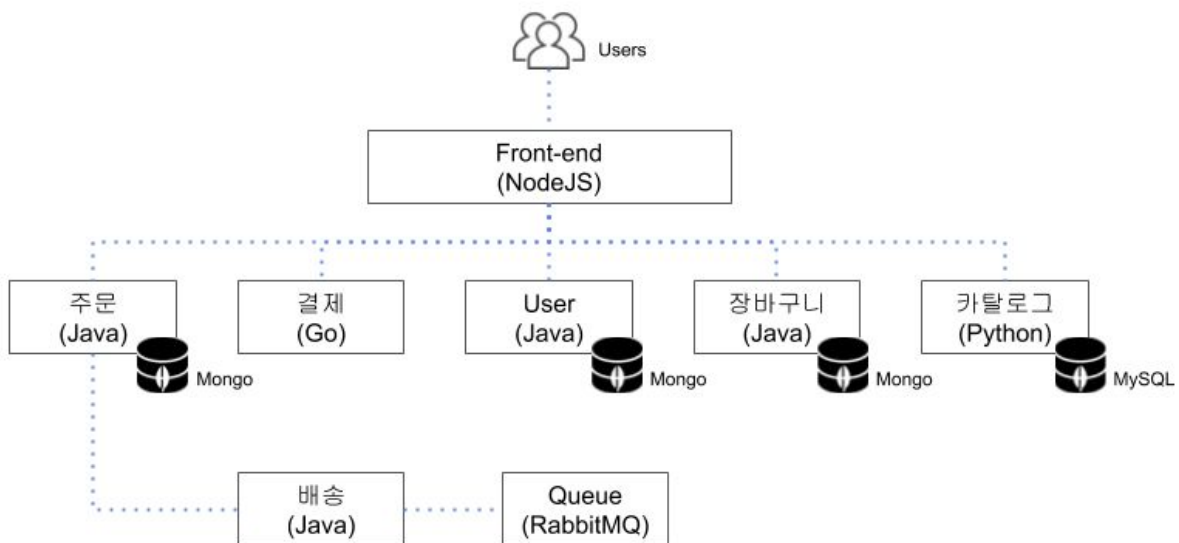 Users
Front-end
(NodeJS)
주문
(Java)
Mongo
결제
(Go)
User
(Java)
Mongo
장바구니
(Java)
Mongo
카탈로그
(Python)
MySQL
배송
(Java)
Queue
(RabbitMQ)